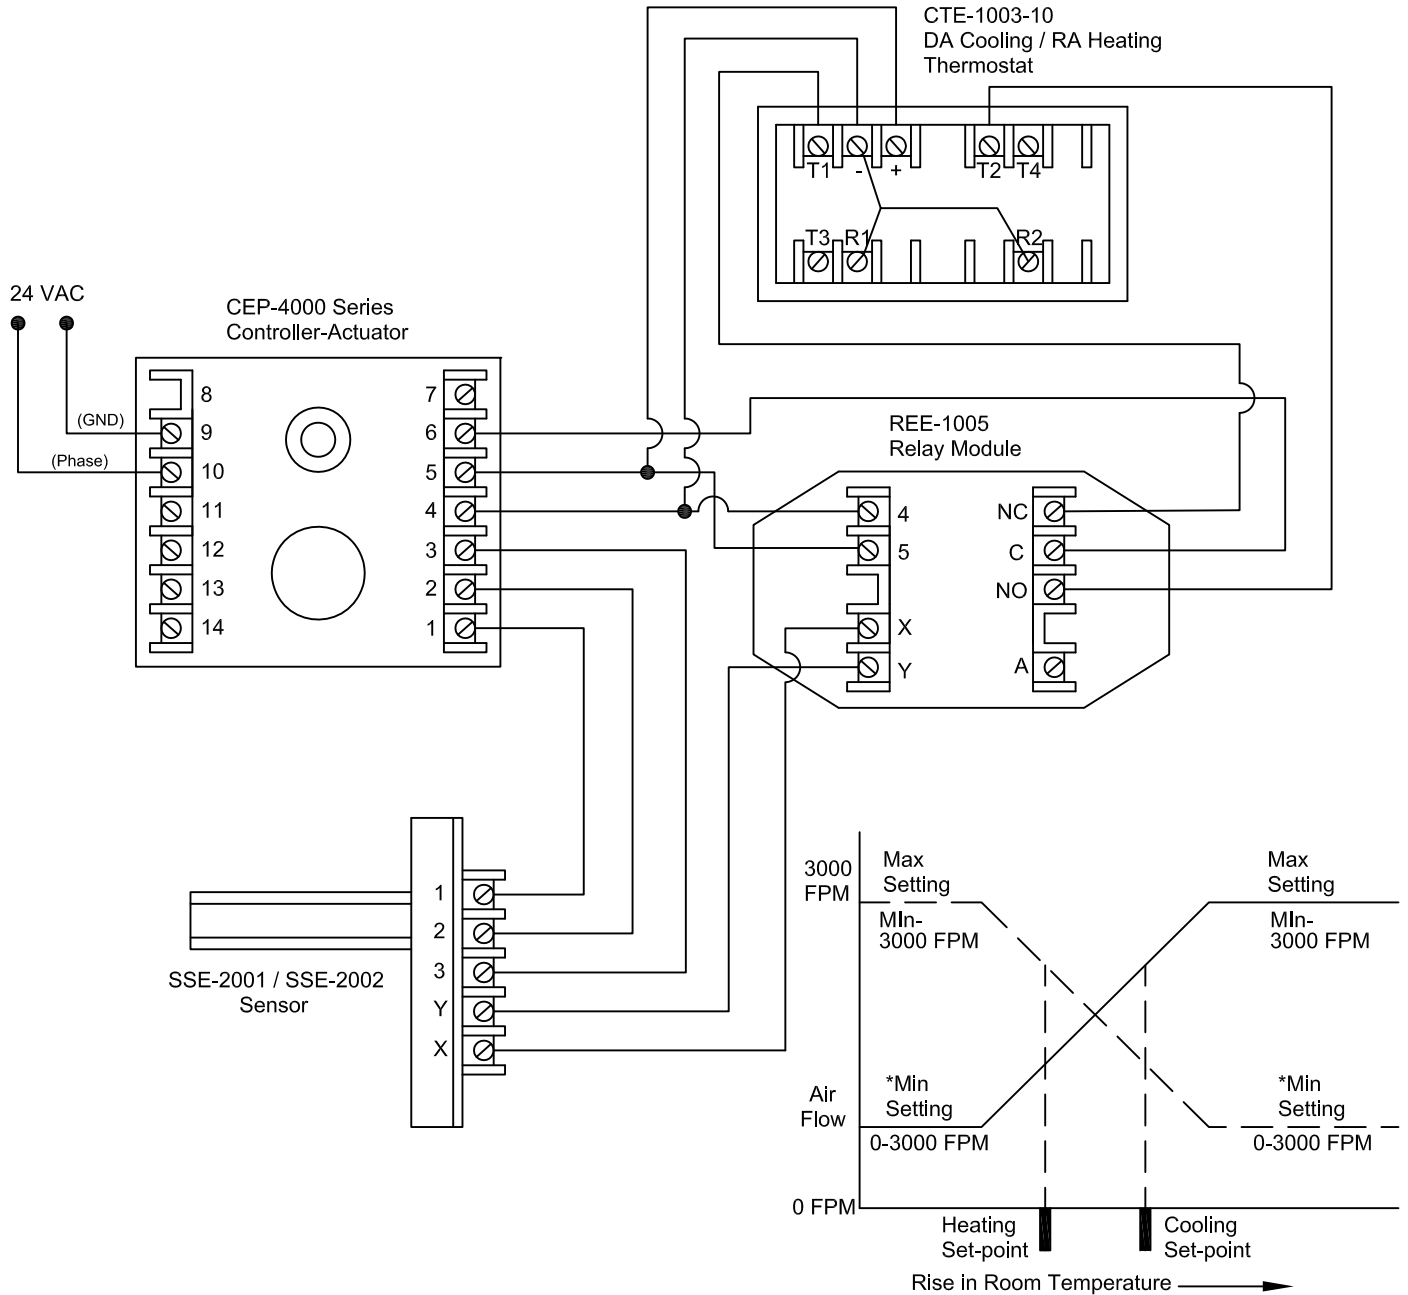 CTE-1003-10
DA Cooling / RA Heating
Thermostat
T1 - + T2 T4
T3 R1 R2
24 VAC
(GND)
(Phase)
CEP-4000 Series
Controller-Actuator
8 7
9 6
10 5
11 4
12 3
13 2
14 1
REE-1005
Relay Module
4 NC
5 C
NO
X
Y A
1
2
3
Y
X
SSE-2001 / SSE-2002
Sensor
3000
FPM
Max
Setting
MIn-
3000 FPM
Max
Setting
MIn-
3000 FPM
Air
Flow
*Min
Setting
0-3000 FPM
*Min
Setting
0-3000 FPM
0 FPM
Heating
Set-point
Cooling
Set-point
Rise in Room Temperature